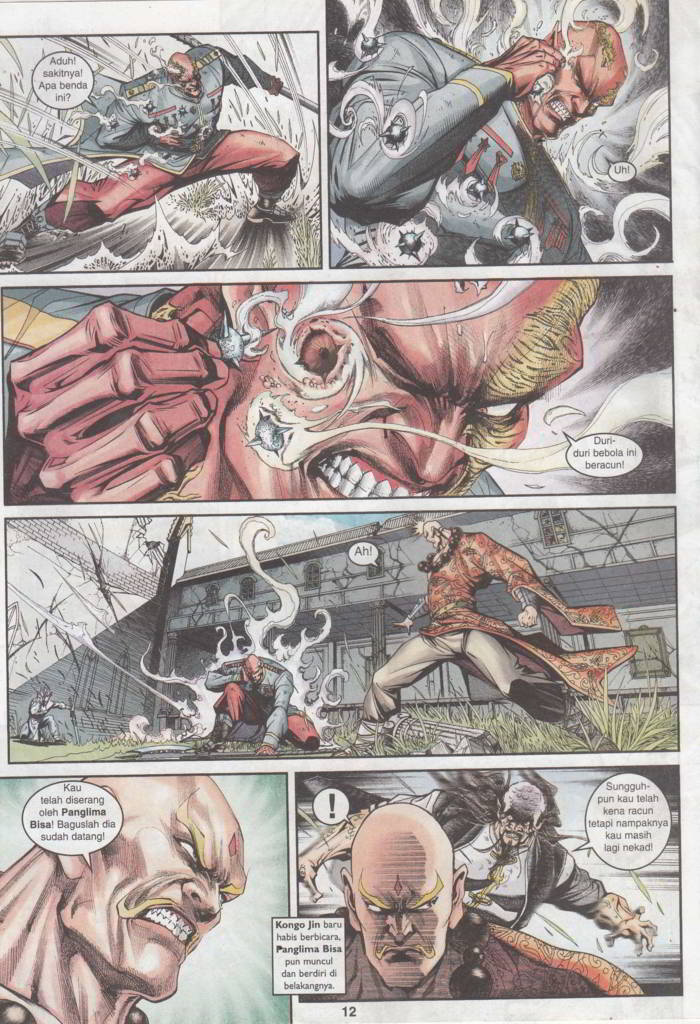 Aduh!
sakitnya!
Apa benda
ini?
Uh!
Duri-
duri bebola ini
beracun!
Ah!
Kau
telah diserang
oleh Panglima
Bisa! Baguslah dia
sudah datang!
!
Sungguh-
pun kau telah
kena racun
tetapi nampaknya
kau masih
lagi nekad!
Kongo Jin baru
habis berbicara,
Panglima Bisa
pun muncul
dan berdiri di
belakangnya.
12